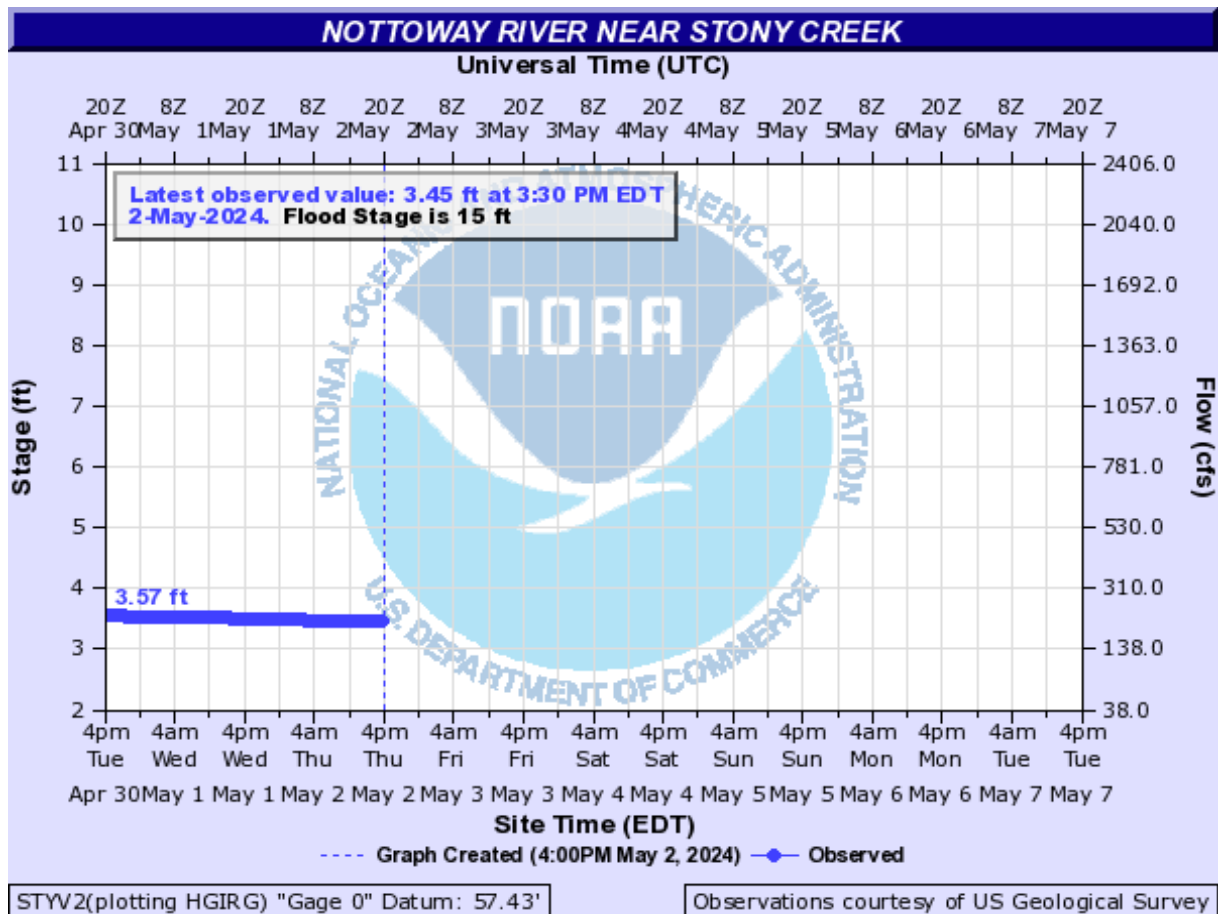 NOTTOWAY RIVER NEAR STONY CREEK
Universal Time (UTC)
20Z 8Z 20Z 8Z 20Z 8Z 20Z 8Z 20Z 8Z 20Z 8Z 20Z 8Z 20Z
Apr 30 May 1 May 1 May 2 May 2 May 3 May 3 May 4 May 4 May 5 May 5 May 6 May 6 May 7 May 7
Latest observed value: 3.45 ft at 3:30 PM EDT
2-May-2024. Flood Stage is 15 ft
NATIONAL OCEANIC AND ATMOSPHERIC ADMINISTRATION
NOAA
U.S. DEPARTMENT OF COMMERCE
Stage (ft)
11
10
9
8
7
6
5
4
3
2
3.57 ft
Flow (cfs)
2406.0
2040.0
1692.0
1363.0
1057.0
781.0
530.0
310.0
138.0
38.0
4pm 4am 4pm 4am 4pm 4am 4pm 4am 4pm 4am 4pm 4am 4pm 4am 4pm
Tue Wed Wed Thu Thu Fri Fri Sat Sat Sun Sun Mon Mon Tue Tue
Apr 30 May 1 May 1 May 2 May 2 May 3 May 3 May 4 May 4 May 5 May 5 May 6 May 6 May 7 May 7
Site Time (EDT)
Graph Created (4:00PM May 2, 2024) Observed
STYV2(plotting HGIRG) "Gage 0" Datum: 57.43'
Observations courtesy of US Geological Survey